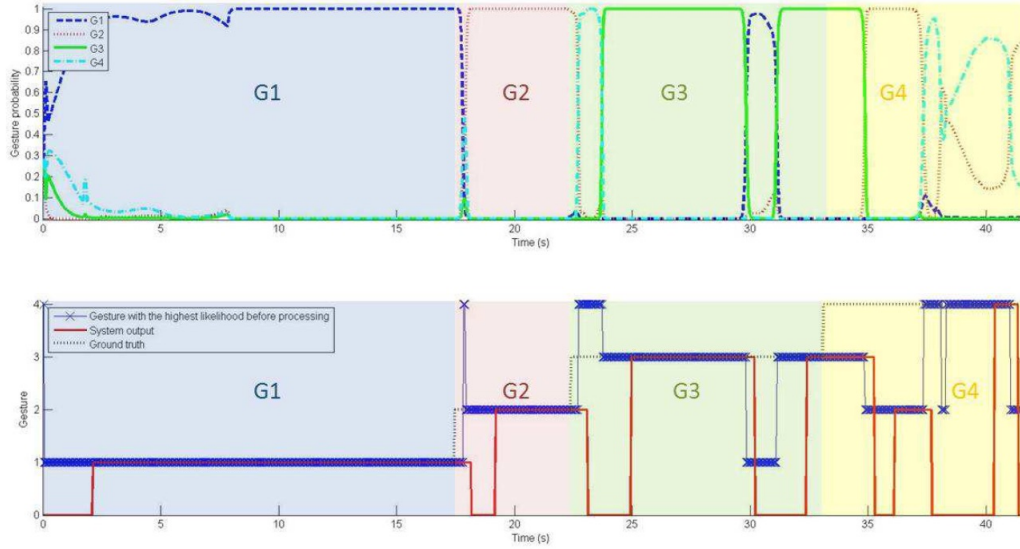 1
0.9
0.8
0.7
0.6
0.5
0.4
0.3
0.2
0.1
0
Gesture probability
G1
G2
G3
G4
G1
G2
G3
G4
0 5 10 15 20 25 30 35 40
Time (s)
4
3
2
1
0
Gesture
Gesture with the highest likelihood before processing
System output
Ground truth
G1
G2
G3
G4
0 5 10 15 20 25 30 35 40
Time (s)